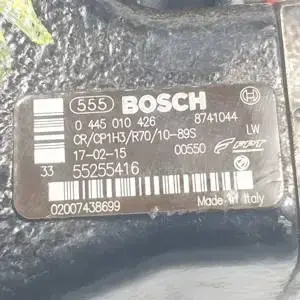 555 BOSCH
0 445 010 426 8741044
CR/CP1H3/R70/10-89S LW
17-02-15 00550 FPT
33 55255416
02007438699 Made in Italy